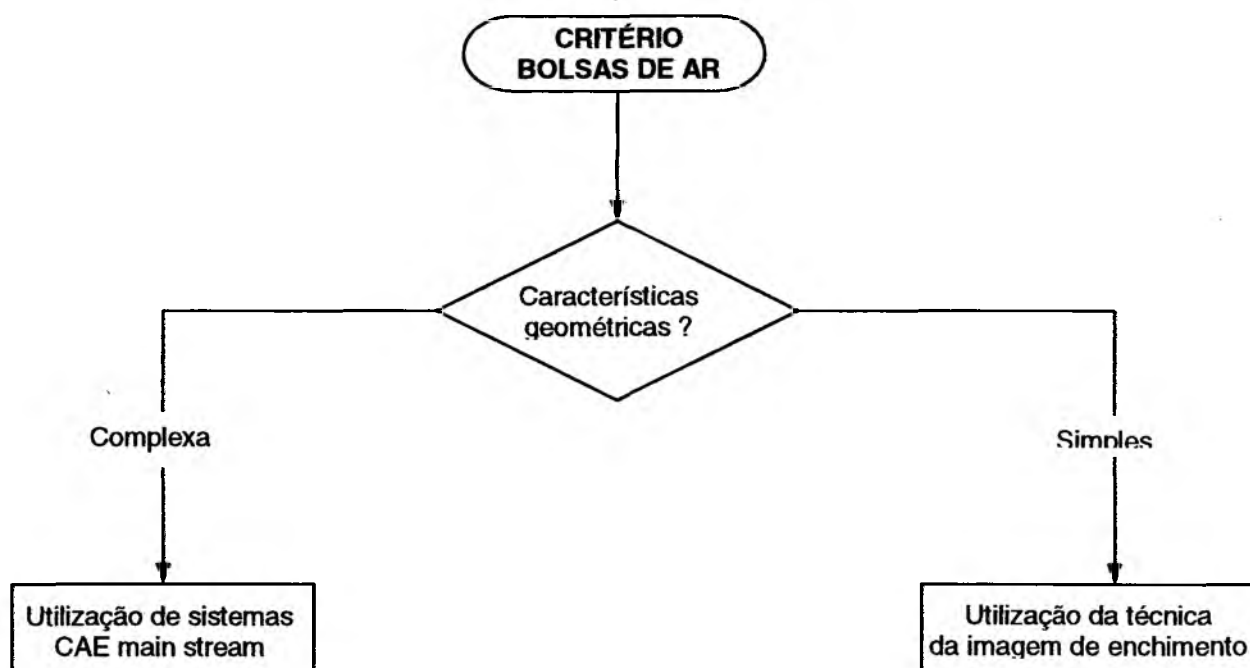 CRITÉRIO
BOLSAS DE AR
Características
geométricas ?
Complexa
Simples
Utilização de sistemas
CAE main stream
Utilização da técnica
da imagem de enchimento